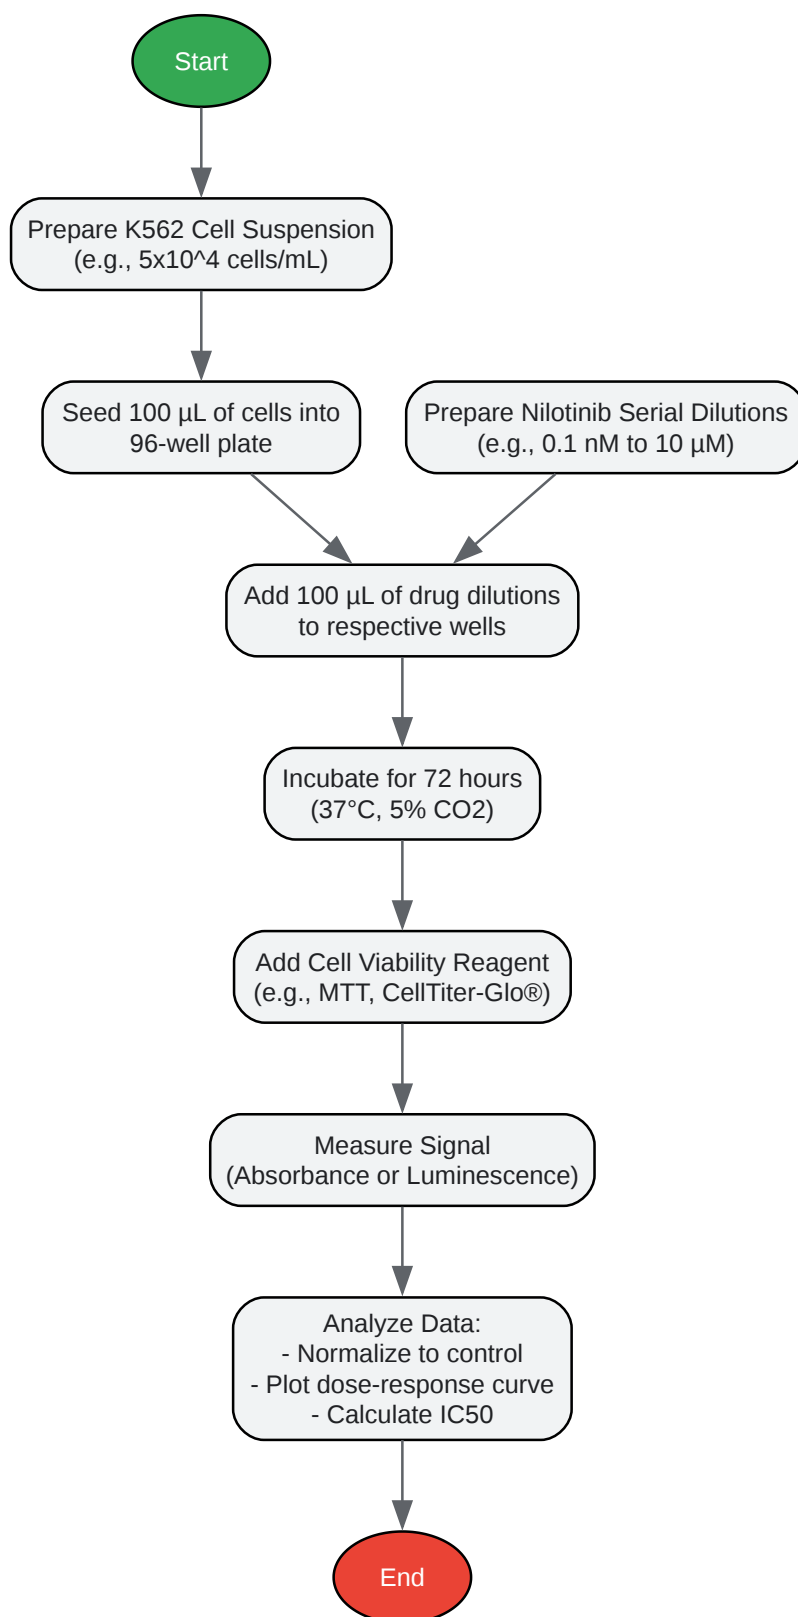 Start
Prepare K562 Cell Suspension
(e.g., 5x10^4 cells/mL)
Seed 100 µL of cells into
96-well plate
Prepare Nilotinib Serial Dilutions
(e.g., 0.1 nM to 10 µM)
Add 100 µL of drug dilutions
to respective wells
Incubate for 72 hours
(37°C, 5% CO2)
Add Cell Viability Reagent
(e.g., MTT, CellTiter-Glo®)
Measure Signal
(Absorbance or Luminescence)
Analyze Data:
- Normalize to control
- Plot dose-response curve
- Calculate IC50
End